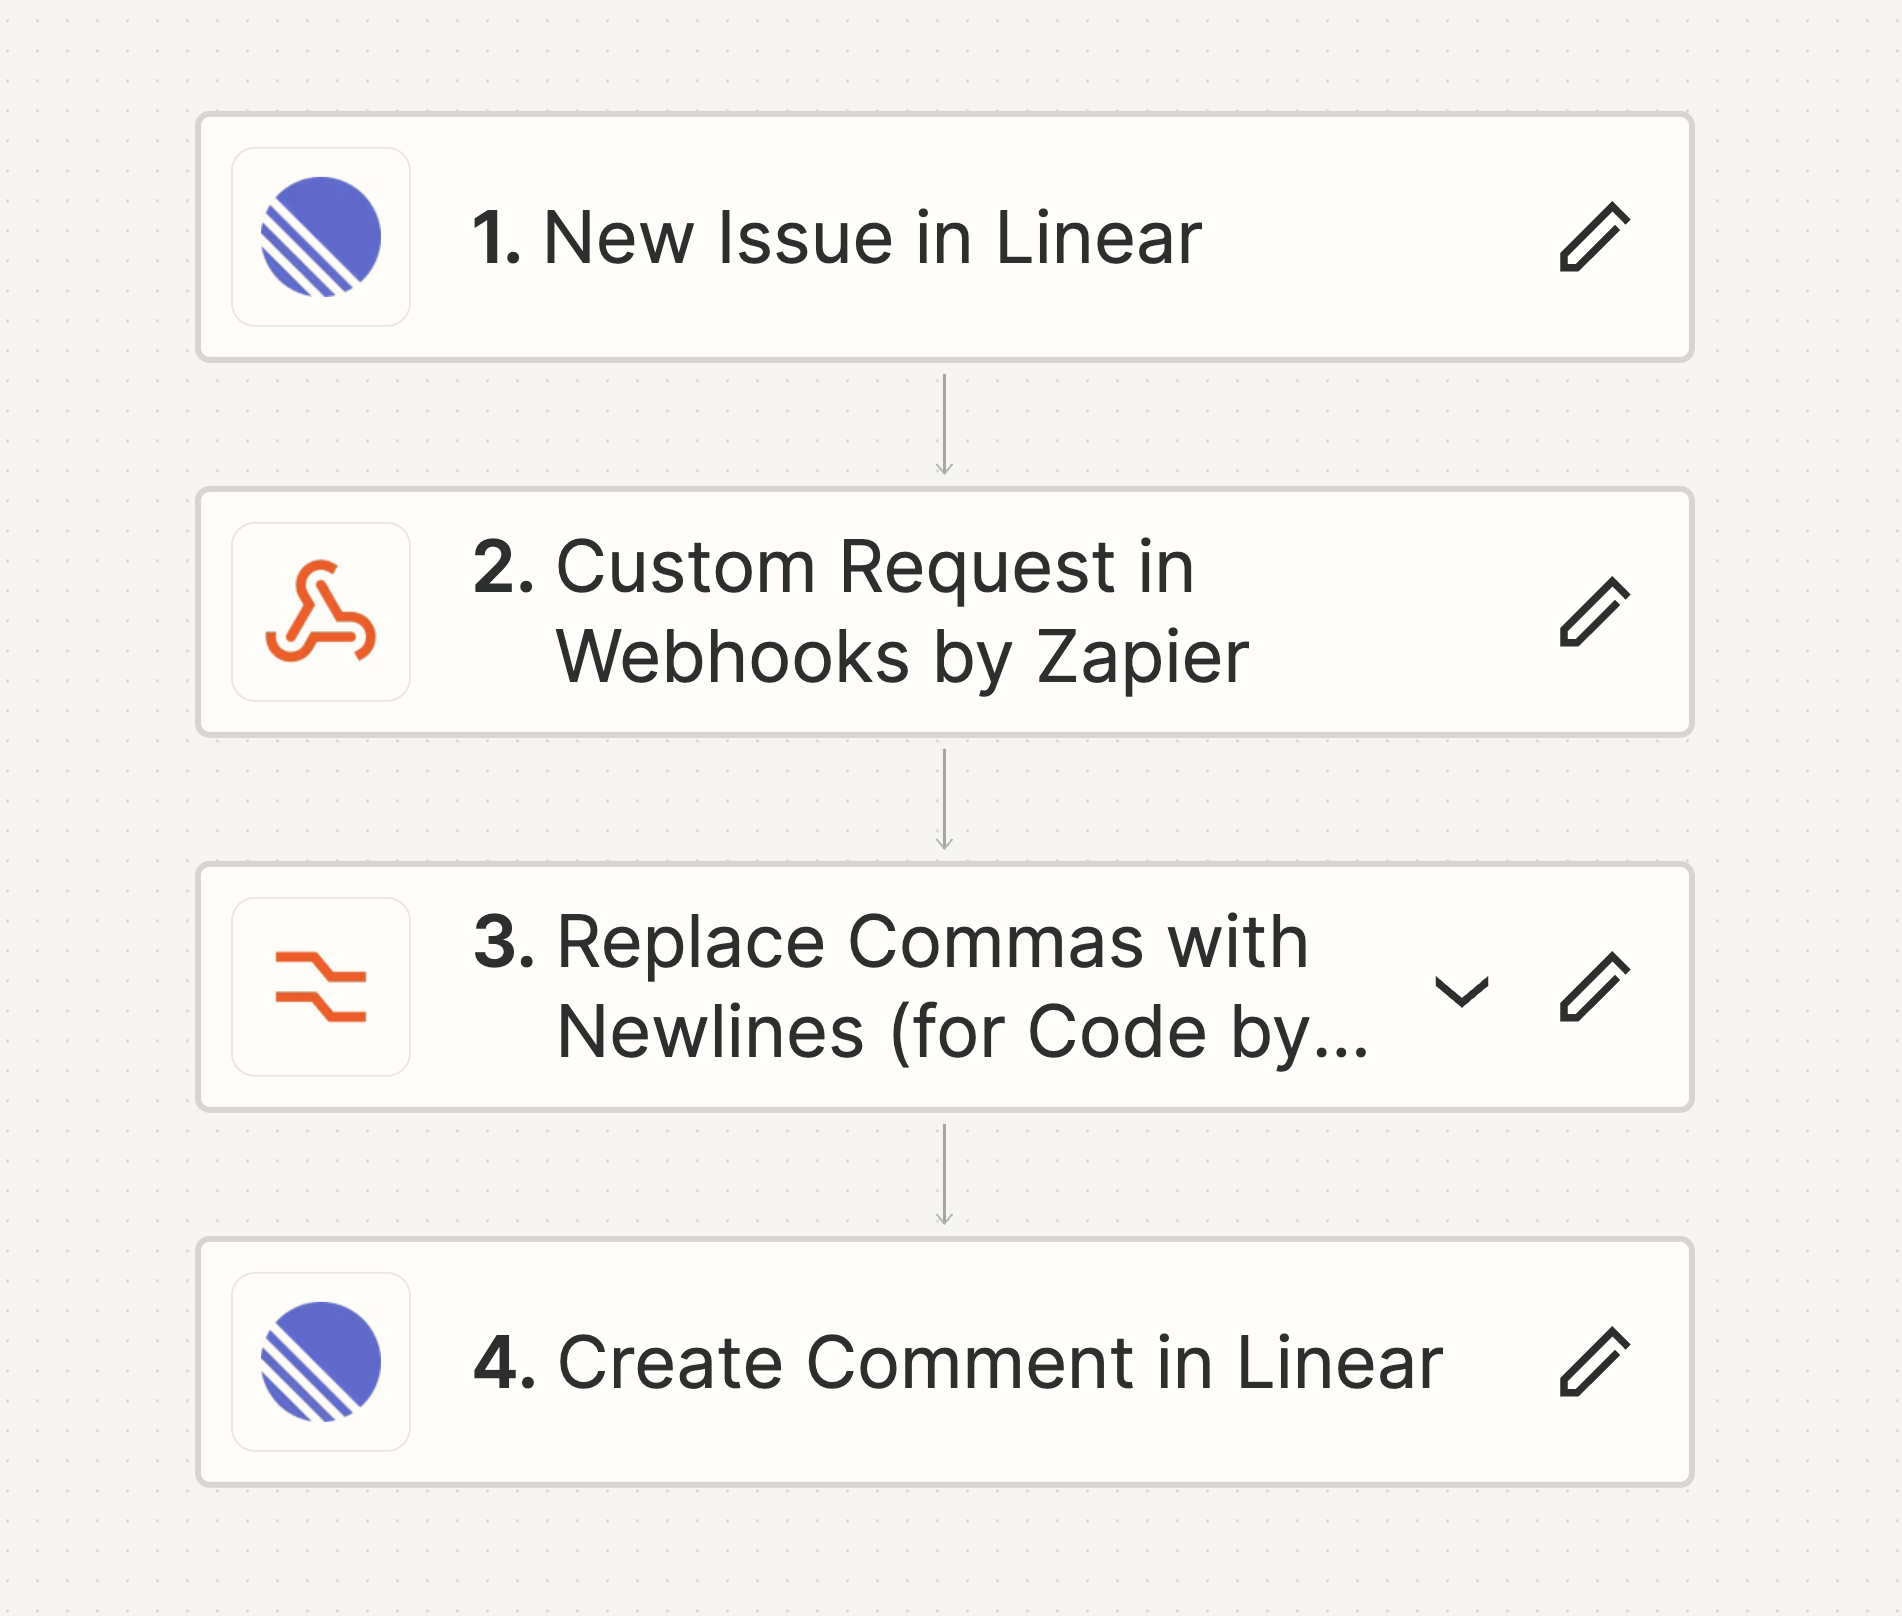 1. New Issue in Linear
2. Custom Request in
Webhooks by Zapier
3. Replace Commas with
Newlines (for Code by...
4. Create Comment in Linear